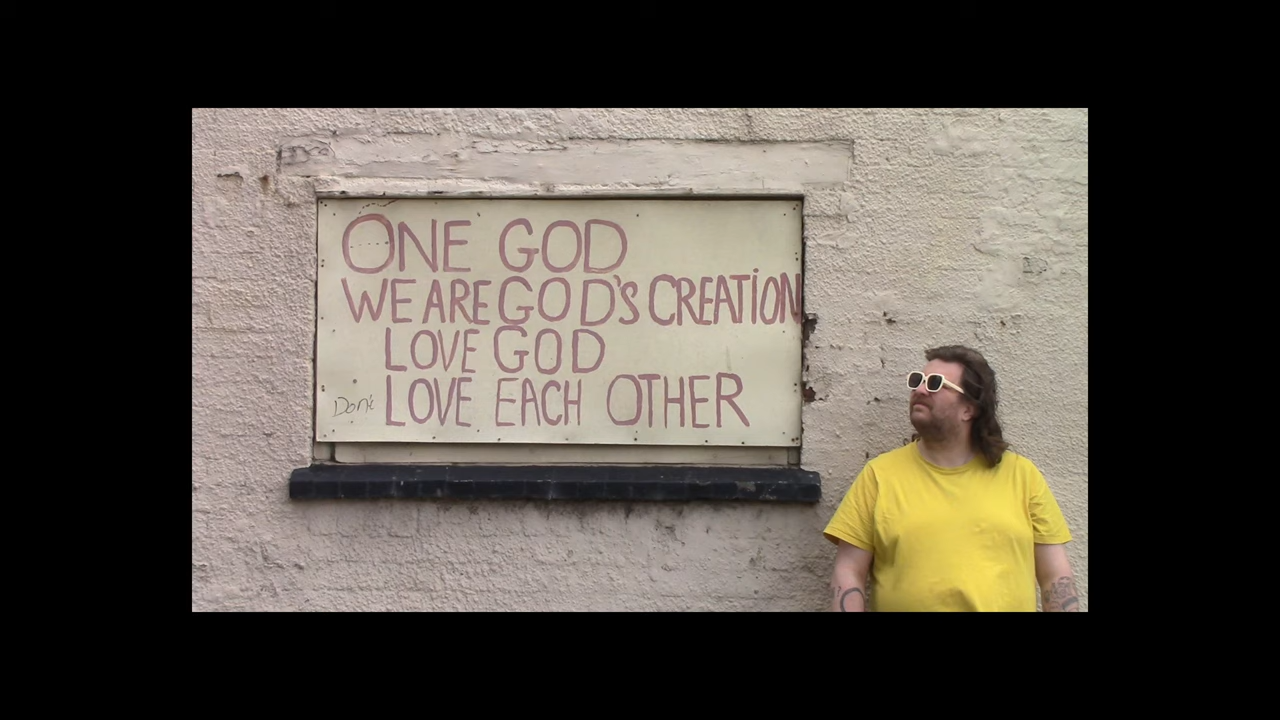 ONE GOD
WE ARE GOD'S CREATiON
LOVE GOD
Don't LOVE EACH OTHER